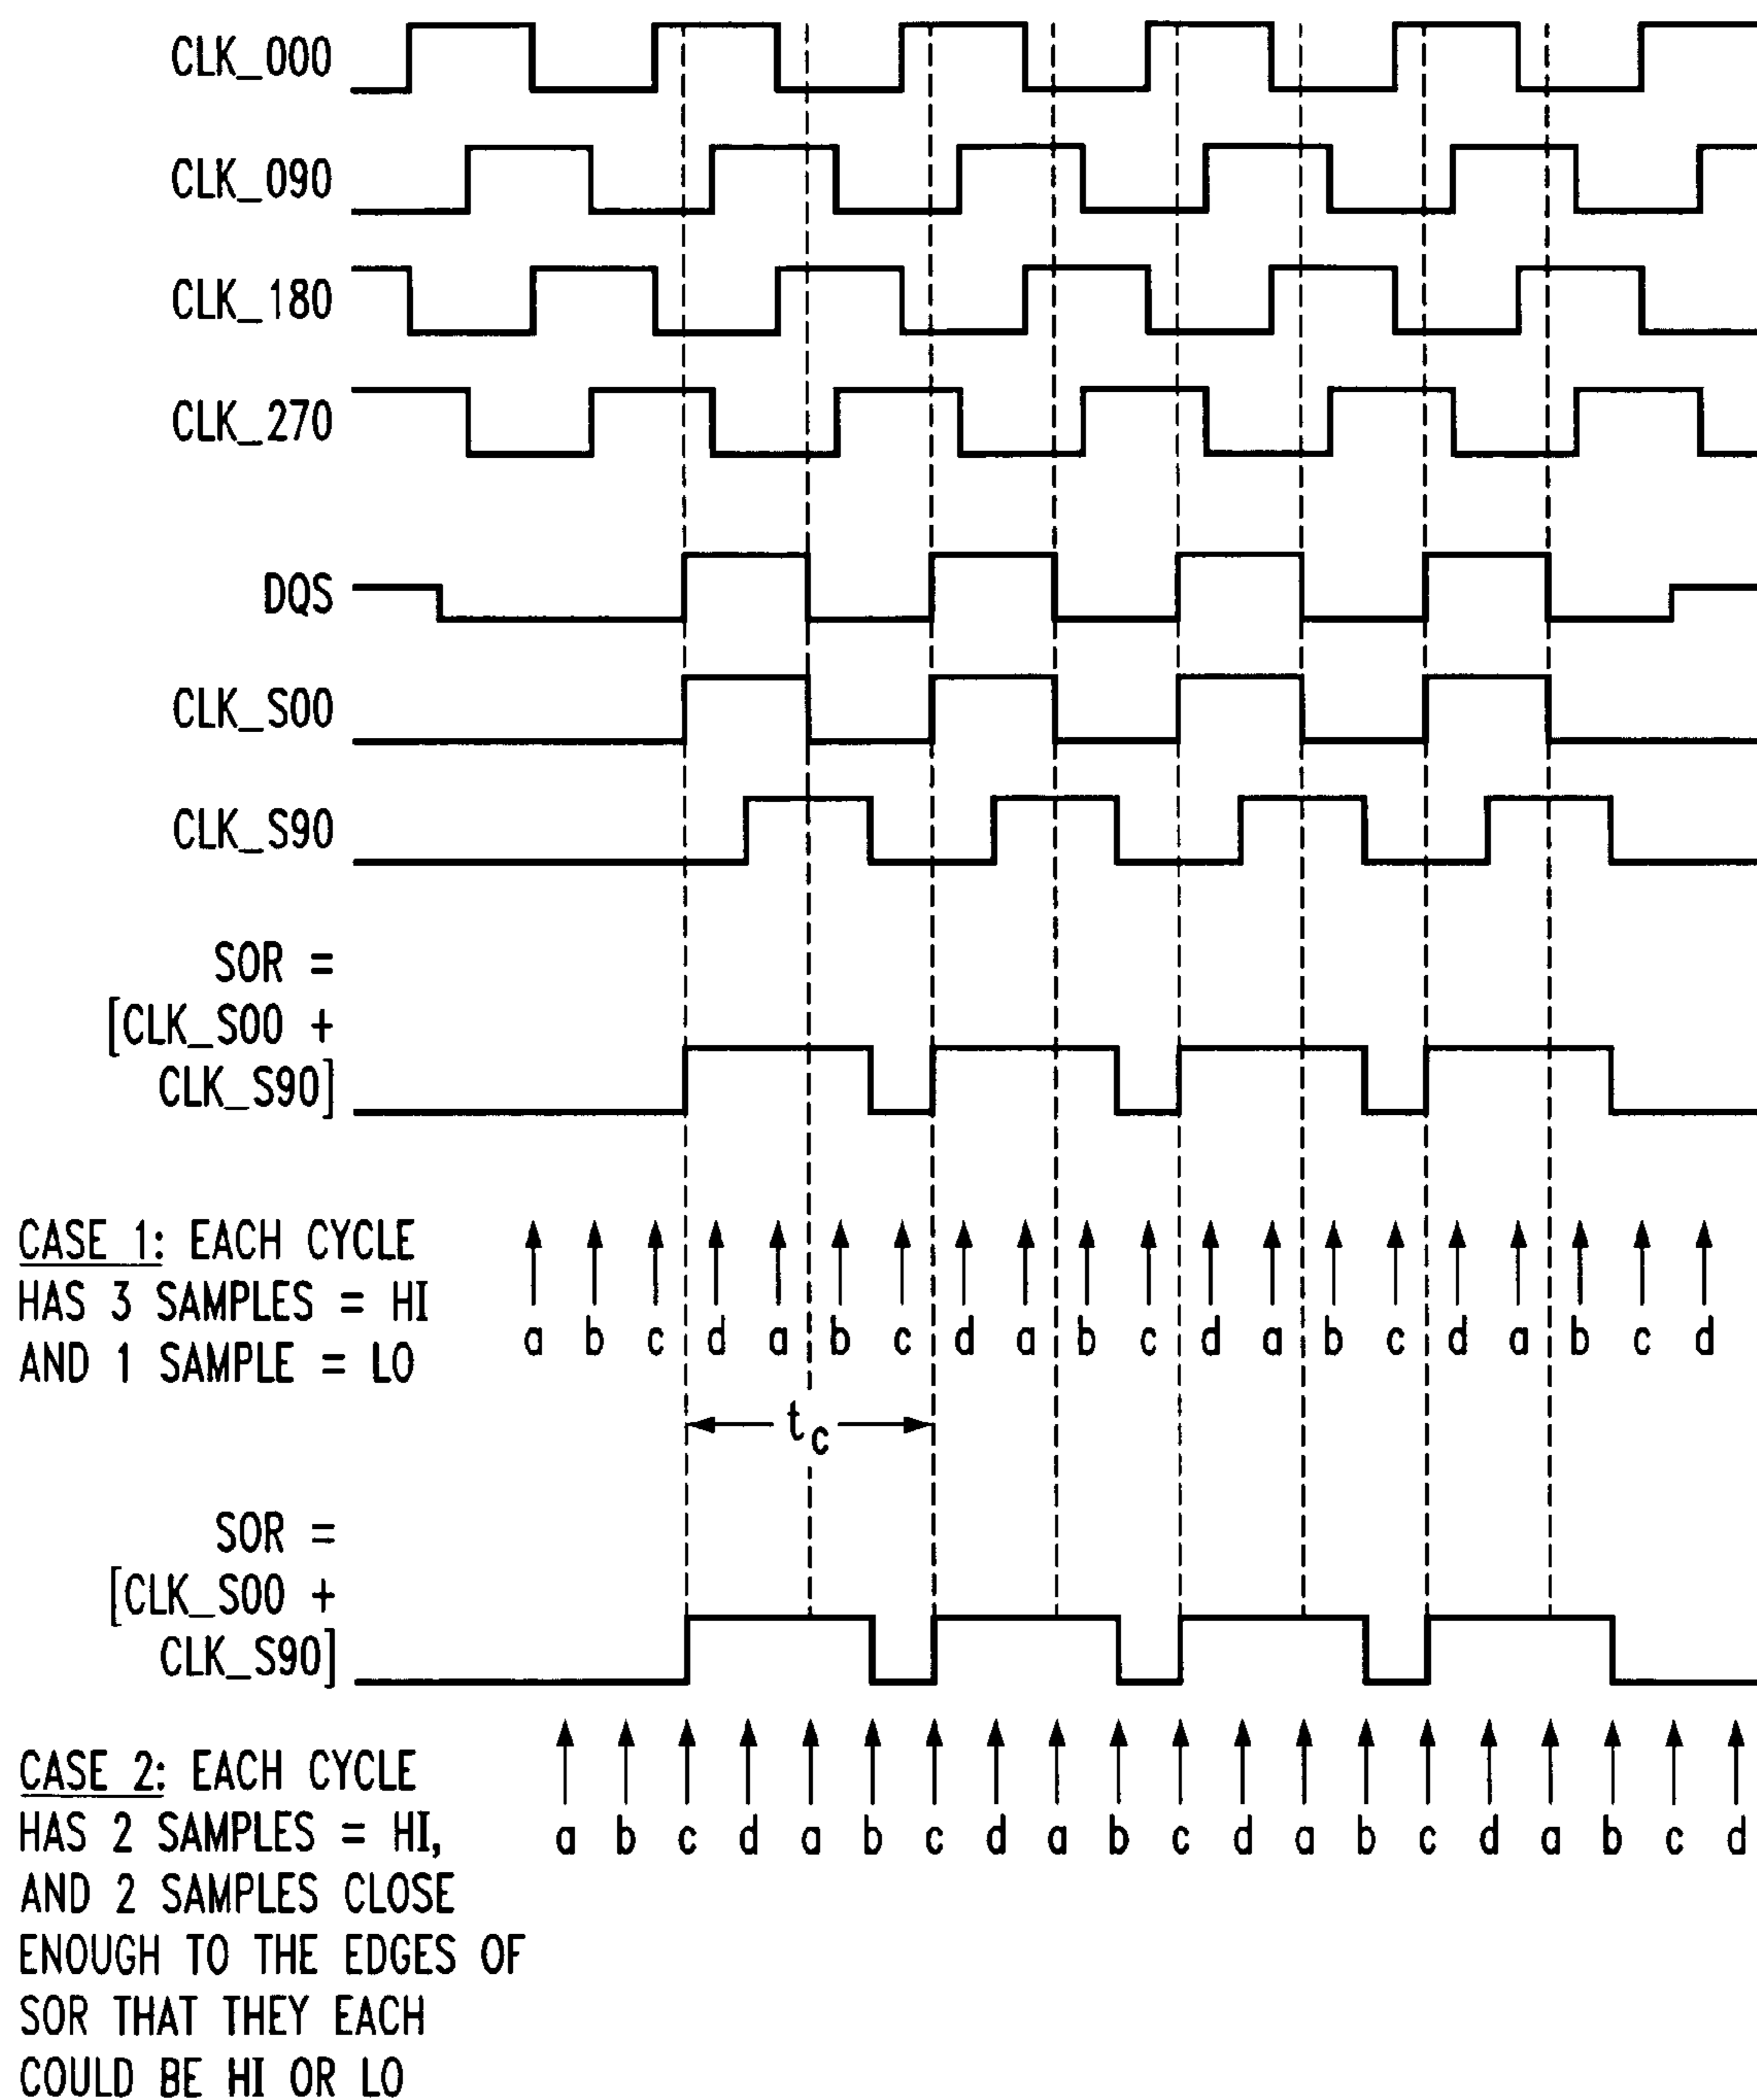 CLK_000
CLK_090
CLK_180
CLK_270
DQS
CLK_S00
CLK_S90
SOR =
[CLK_S00 +
CLK_S90]
CASE 1: EACH CYCLE
HAS 3 SAMPLES = HI
AND 1 SAMPLE = LO
a b c d a b c d a b c d a b c d a b c d
tc
SOR =
[CLK_S00 +
CLK_S90]
CASE 2: EACH CYCLE
HAS 2 SAMPLES = HI,
AND 2 SAMPLES CLOSE
ENOUGH TO THE EDGES OF
SOR THAT THEY EACH
COULD BE HI OR LO
a b c d a b c d a b c d a b c d a b c d